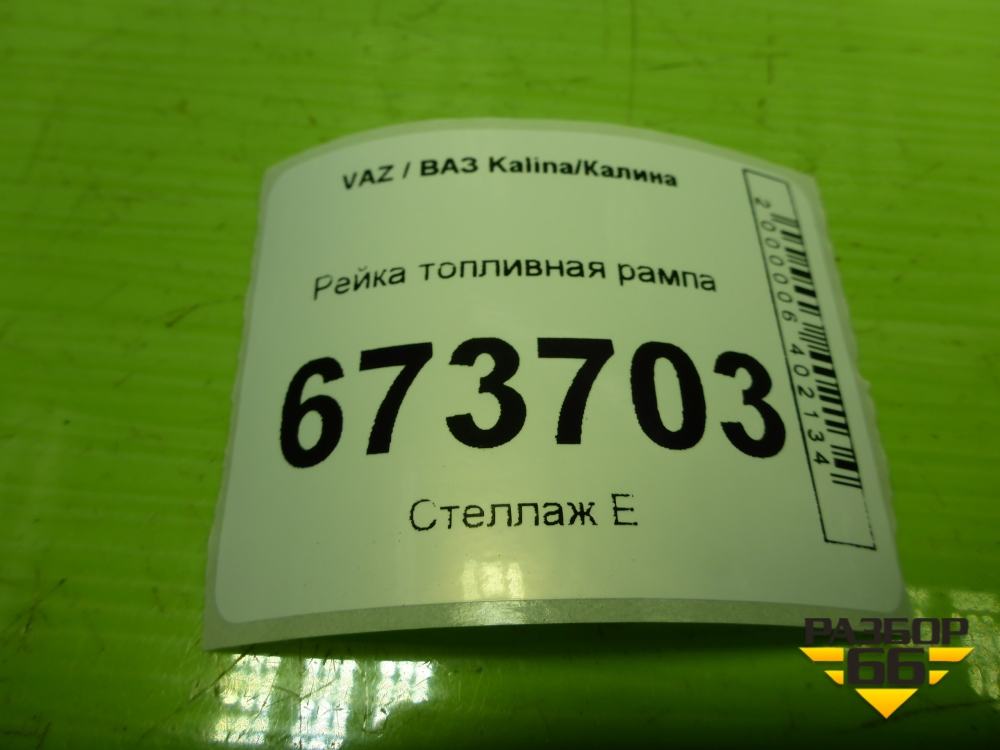 VAZ / ВАЗ Kalina/Калина
Рейка топливная рампа
673703
Стеллаж E
2000006402134
РАЗБОР
66